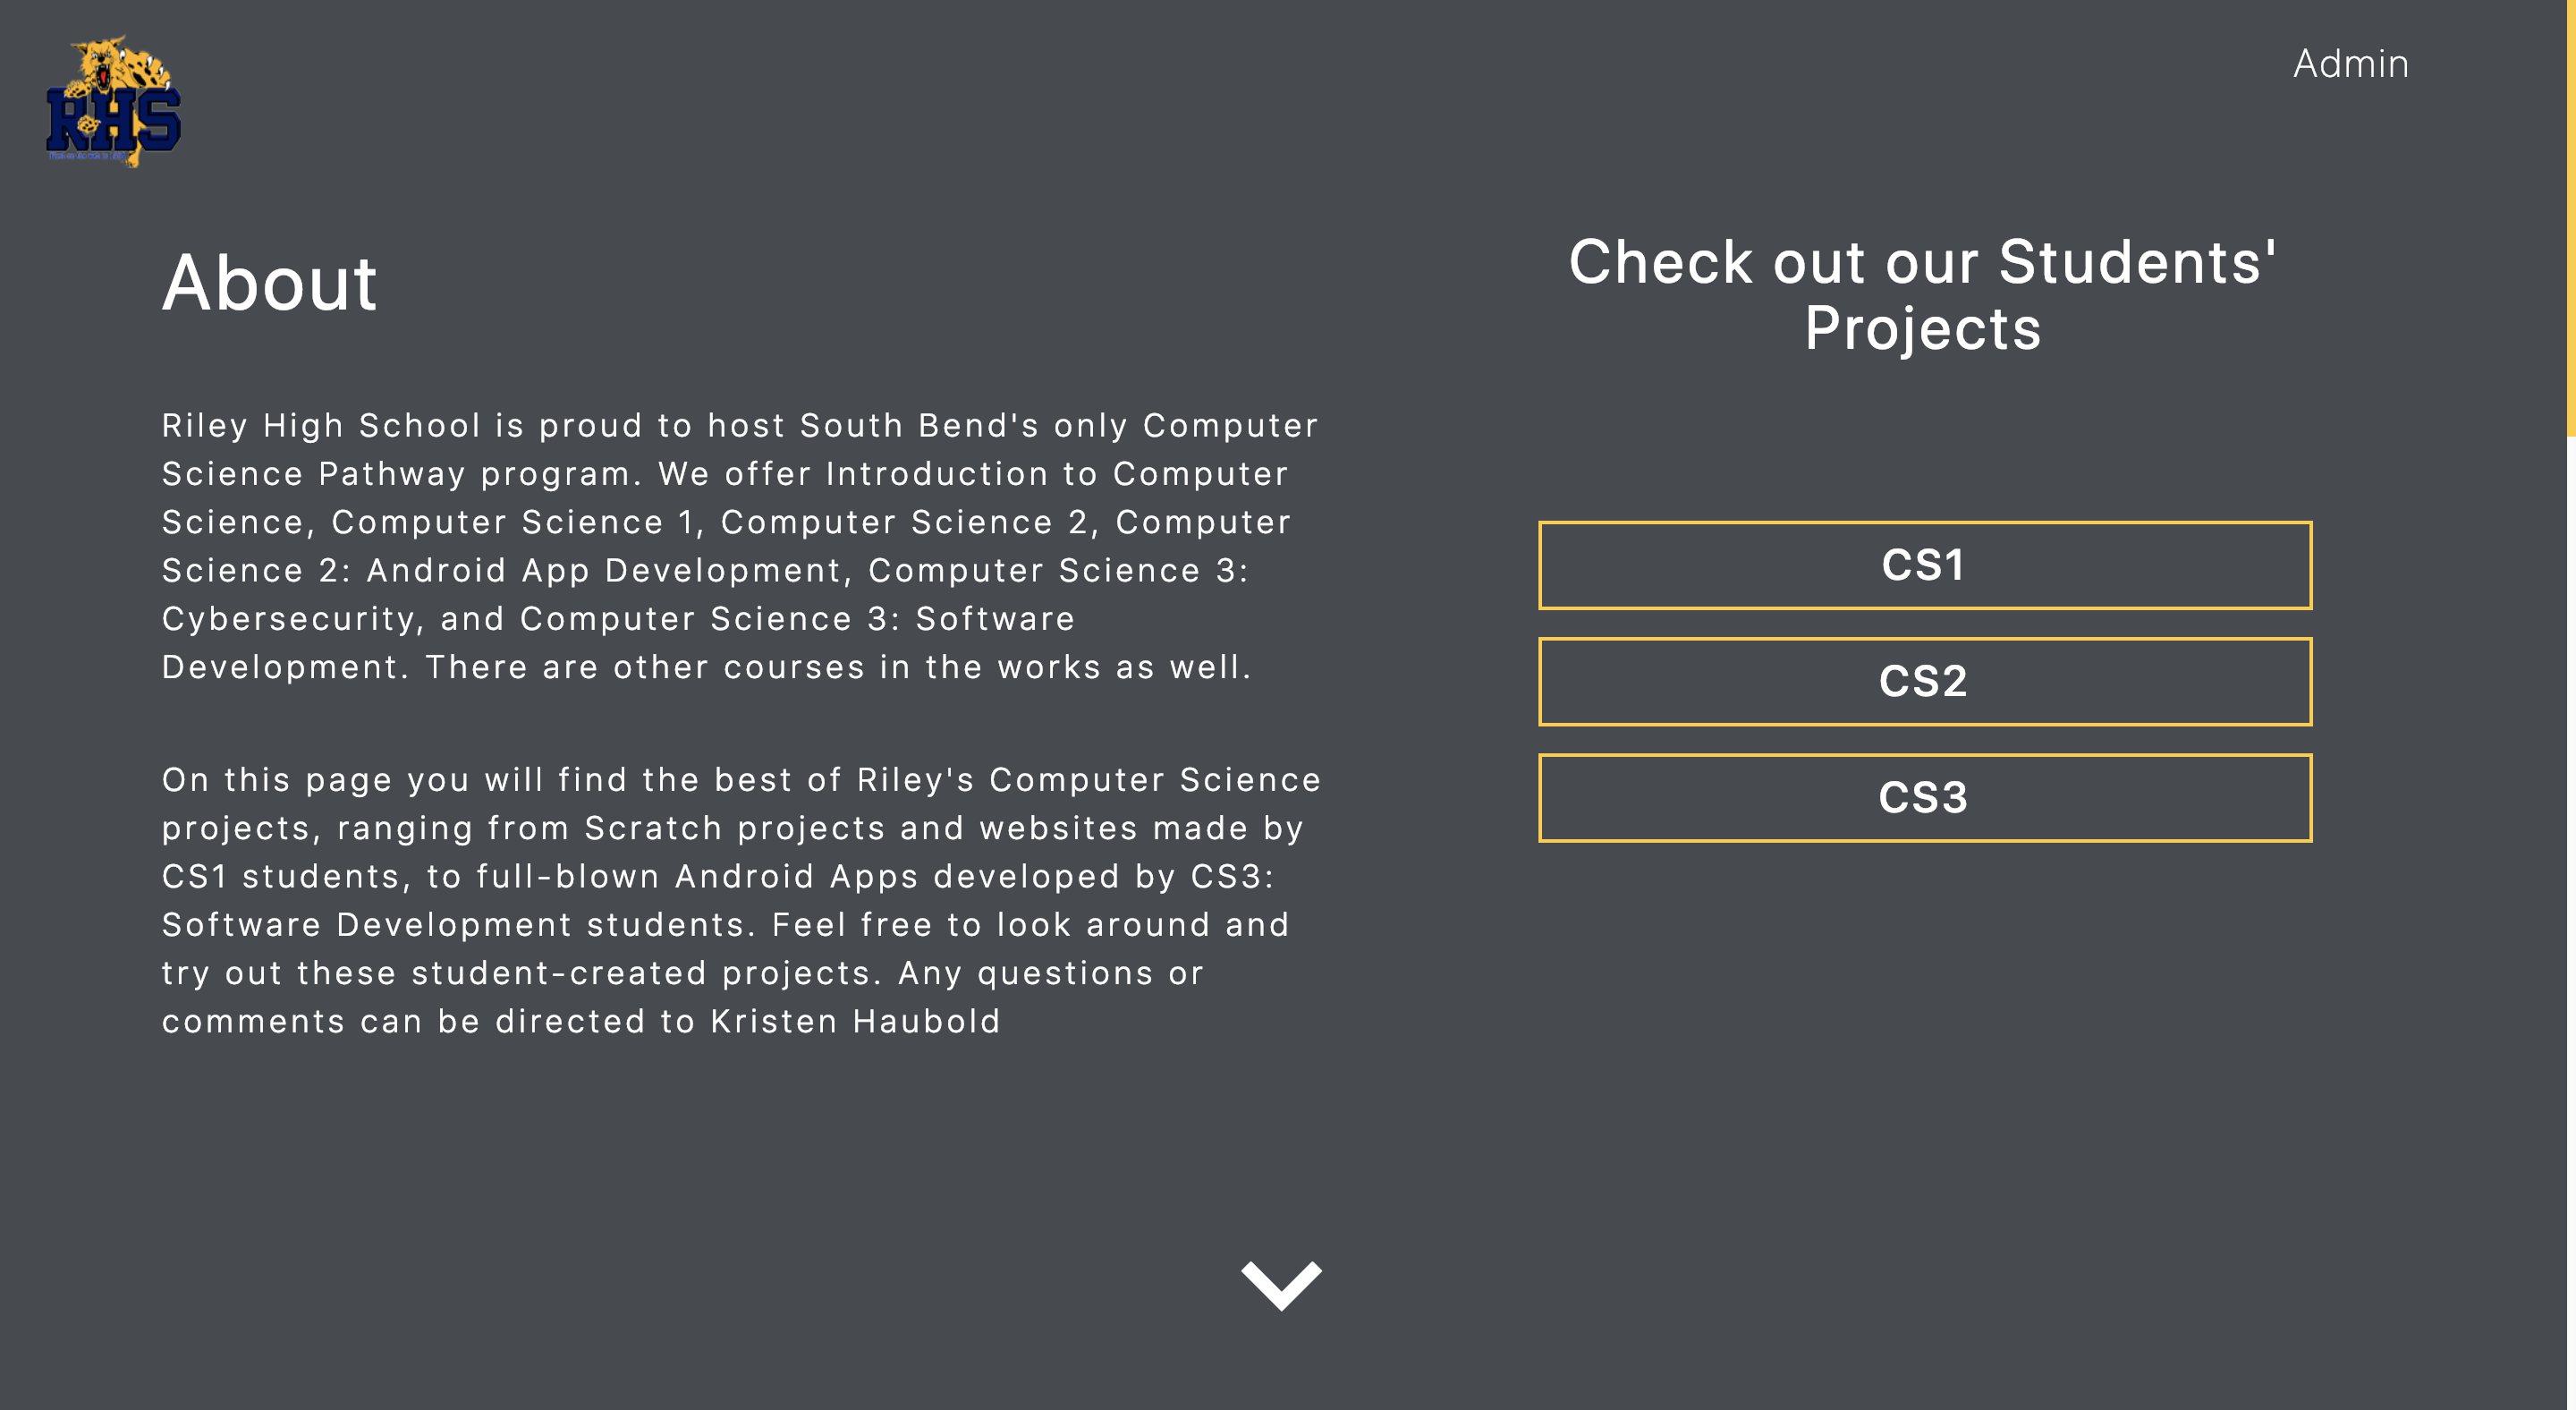 RHS
Admin
About
Riley High School is proud to host South Bend's only Computer
Science Pathway program. We offer Introduction to Computer
Science, Computer Science 1, Computer Science 2, Computer
Science 2: Android App Development, Computer Science 3:
Cybersecurity, and Computer Science 3: Software
Development. There are other courses in the works as well.
On this page you will find the best of Riley's Computer Science
projects, ranging from Scratch projects and websites made by
CS1 students, to full-blown Android Apps developed by CS3:
Software Development students. Feel free to look around and
try out these student-created projects. Any questions or
comments can be directed to Kristen Haubold
Check out our Students'
Projects
CS1
CS2
CS3